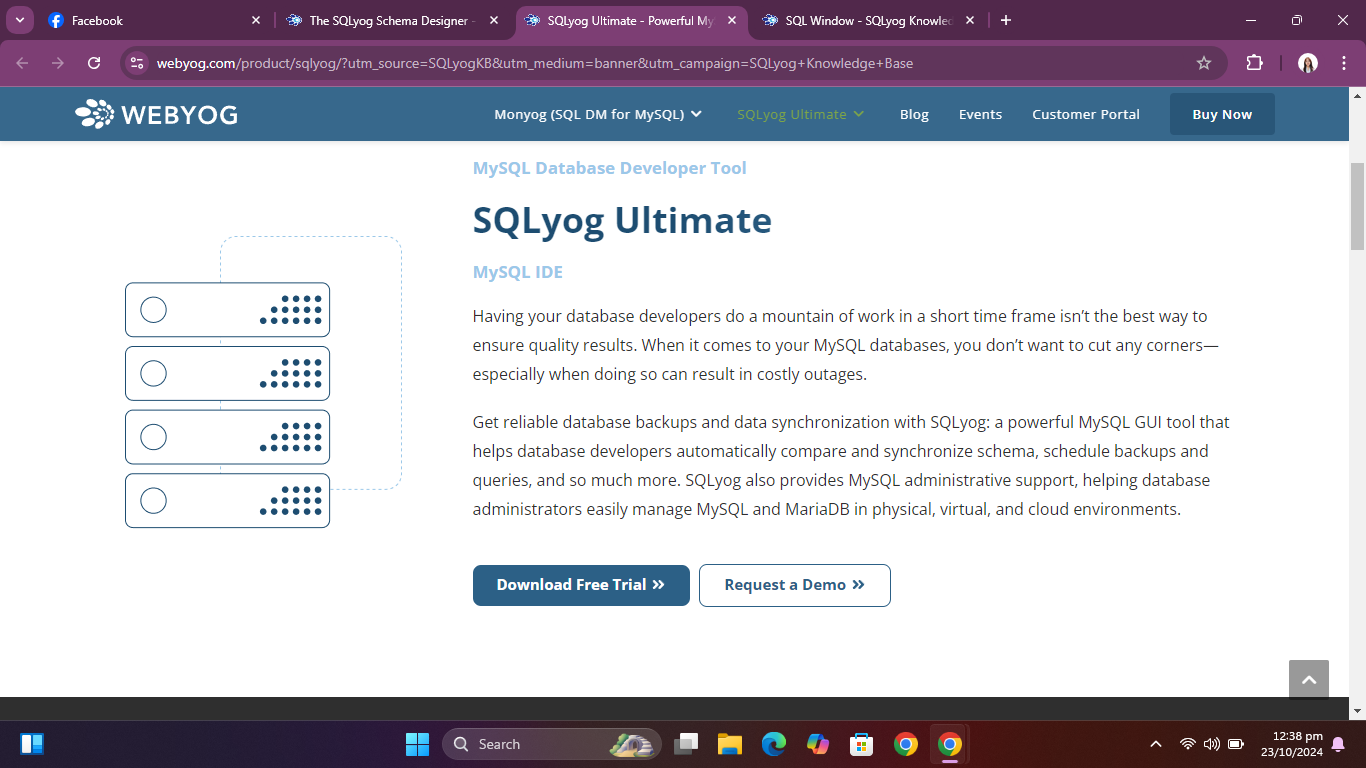 Facebook
The SQLyog Schema Designer -
SQLyog Ultimate - Powerful My
SQL Window - SQLyog Knowled
webyog.com/product/sqlyog/?utm_source=SQLyogKB&utm_medium=banner&utm_campaign=SQLyog+Knowledge+Base
WEBYOG
Monyog (SQL DM for MySQL)
SQLyog Ultimate
Blog
Events
Customer Portal
Buy Now
MySQL Database Developer Tool
SQLyog Ultimate
MySQL IDE
Having your database developers do a mountain of work in a short time frame isn’t the best way to
ensure quality results. When it comes to your MySQL databases, you don’t want to cut any corners—
especially when doing so can result in costly outages.
Get reliable database backups and data synchronization with SQLyog: a powerful MySQL GUI tool that
helps database developers automatically compare and synchronize schema, schedule backups and
queries, and so much more. SQLyog also provides MySQL administrative support, helping database
administrators easily manage MySQL and MariaDB in physical, virtual, and cloud environments.
Download Free Trial »
Request a Demo »
Search
12:38 pm
23/10/2024